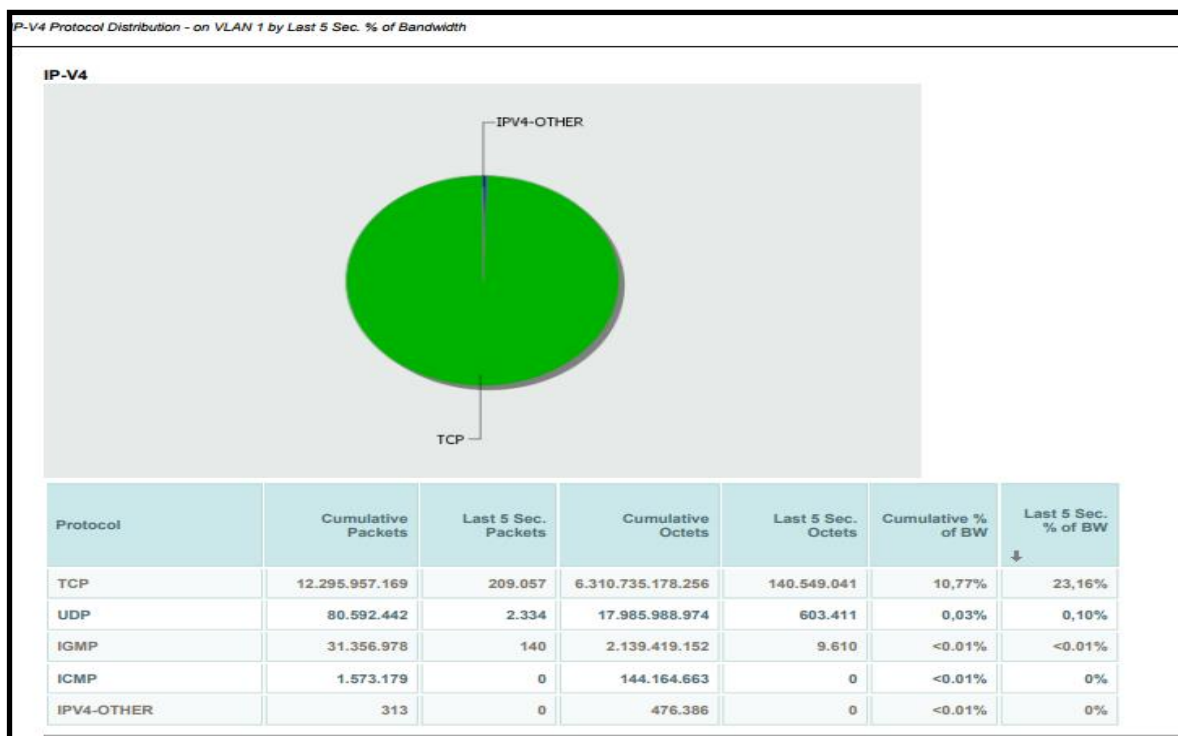 IP-V4 Protocol Distribution - on VLAN 1 by Last 5 Sec. % of Bandwidth
IP-V4
IPV4-OTHER
TCP
Protocol Cumulative Packets Last 5 Sec. Packets Cumulative Octets Last 5 Sec. Octets Cumulative % of BW Last 5 Sec. % of BW
TCP 12.295.957.169 209.057 6.310.735.178.256 140.549.041 10,77% 23,16%
UDP 80.592.442 2.334 17.985.988.974 603.411 0,03% 0,10%
IGMP 31.356.978 140 2.139.419.152 9.610 <0.01% <0.01%
ICMP 1.573.179 0 144.164.663 0 <0.01% 0%
IPV4-OTHER 313 0 476.386 0 <0.01% 0%